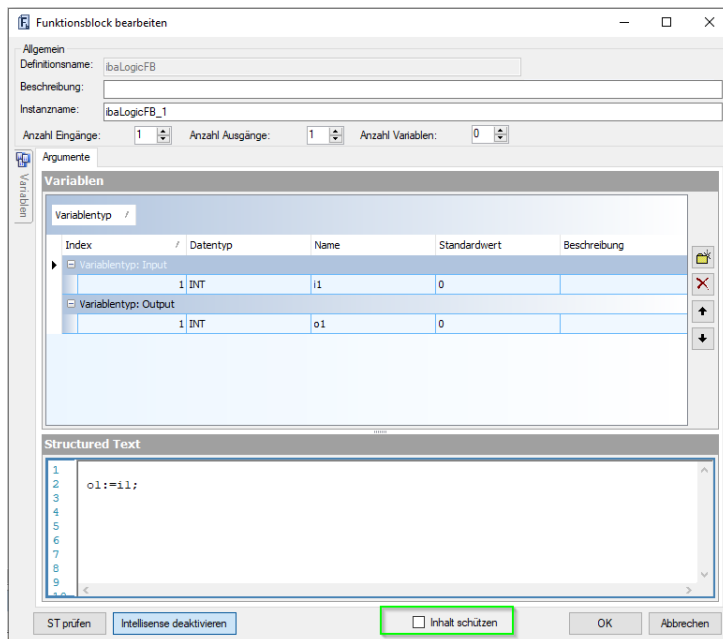 Funktionsblock bearbeiten
Allgemein
Definitionsname: ibaLogicFB
Beschreibung:
Instanzname: ibaLogicFB_1
Anzahl Eingänge: 1 Anzahl Ausgänge: 1 Anzahl Variablen: 0
Variablen
Argumente
Variablen
Variablentyp /
Index / Datentyp Name Standardwert Beschreibung
Variablentyp: Input
1 INT i1 0
Variablentyp: Output
1 INT o1 0
Structured Text
1
2 o1:=i1;
3
4
5
6
7
8
9
ST prüfen Intellisense deaktivieren Inhalt schützen OK Abbrechen